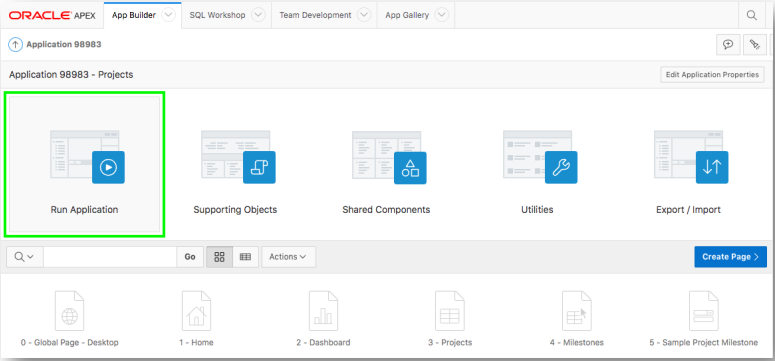 ORACLE APEX App Builder SQL Workshop Team Development App Gallery
Application 98983
Application 98983 - Projects Edit Application Properties
Run Application Supporting Objects Shared Components Utilities Export / Import
Go Actions Create Page
0 - Global Page - Desktop 1 - Home 2 - Dashboard 3 - Projects 4 - Milestones 5 - Sample Project Milestone